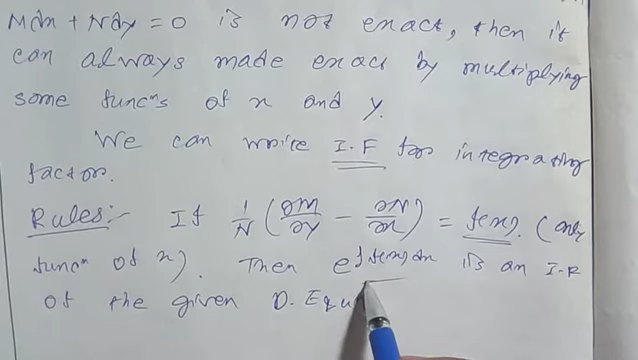 Mdx + Ndy = 0 is not exact, then it
can always made exact by multiplying
some funcⁿs of x and y.
We can write I.F for integrating
factor.
Rules:- If 1/N (∂M/∂y − ∂N/∂x) = f(x). (only
funcⁿ of x). Then e^∫f(x)dx is an I.F
of the given D. Equ